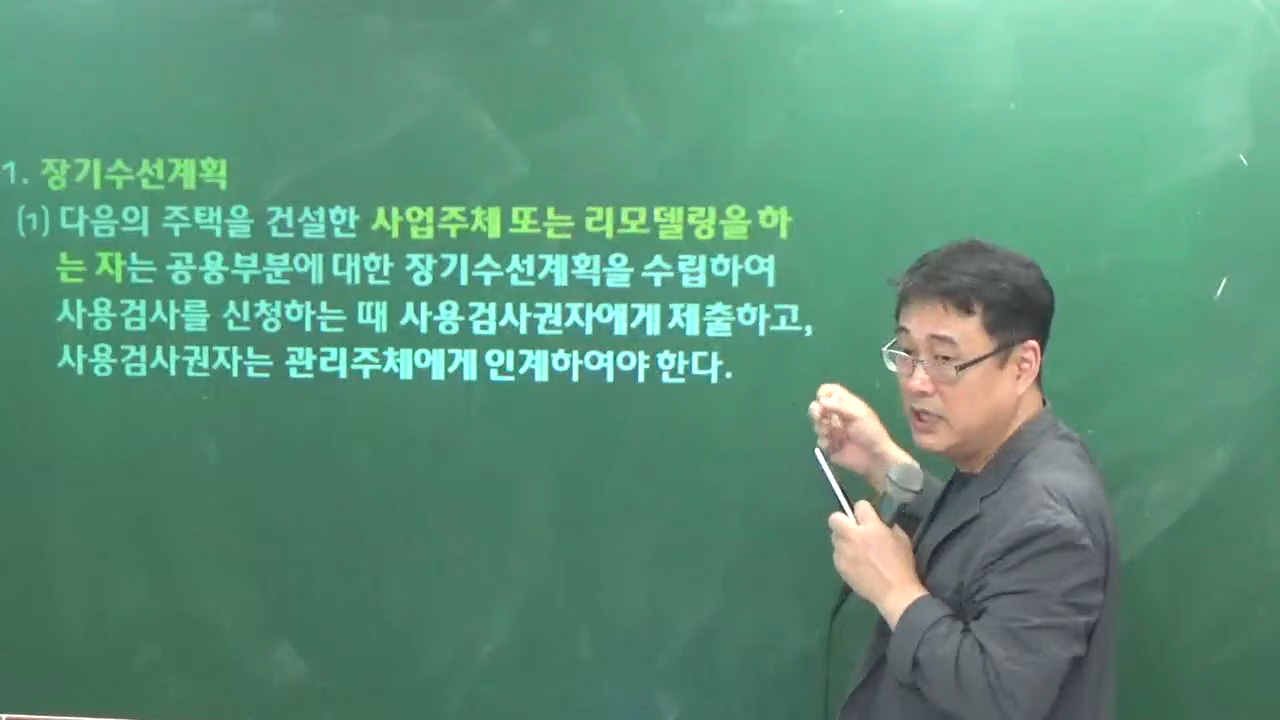 1. 장기수선계획
(1) 다음의 주택을 건설한 사업주체 또는 리모델링을 하
는 자는 공용부분에 대한 장기수선계획을 수립하여
사용검사를 신청하는 때 사용검사권자에게 제출하고,
사용검사권자는 관리주체에게 인계하여야 한다.